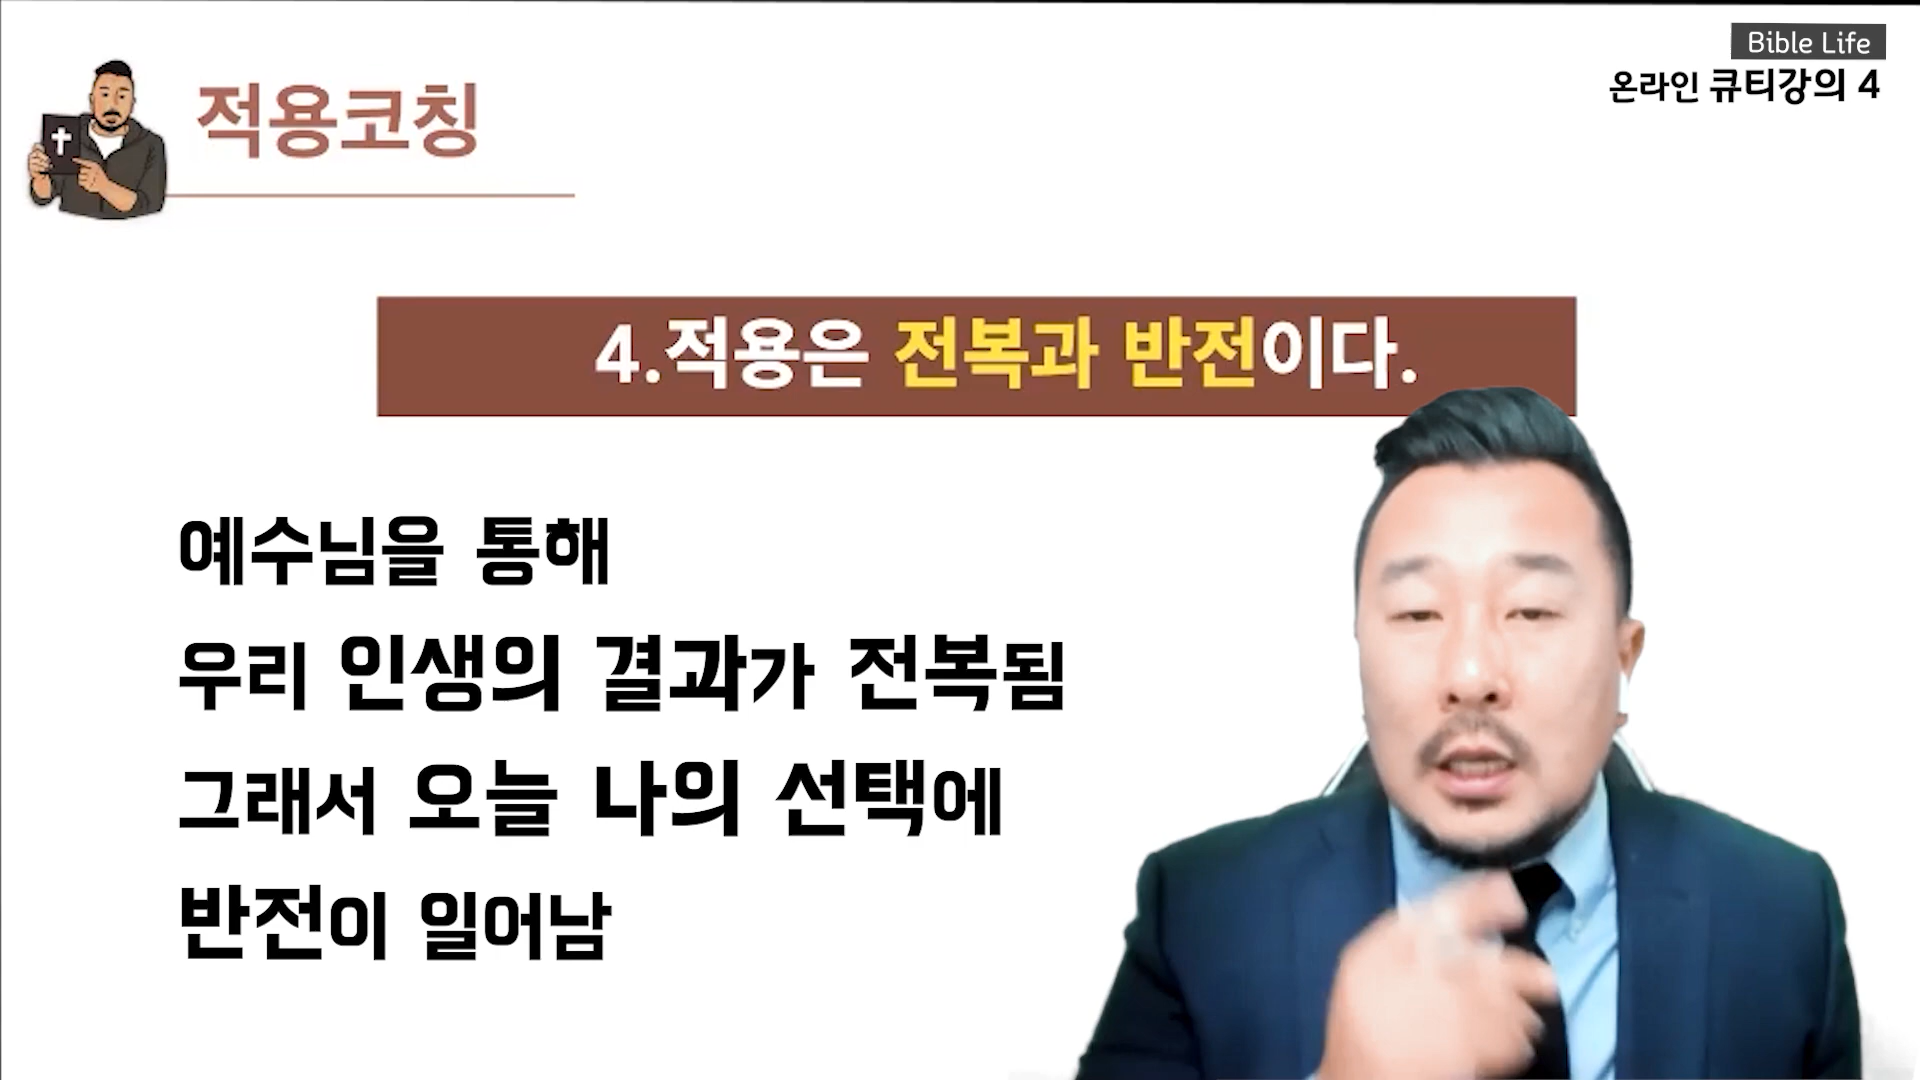 Bible Life
온라인 큐티강의 4
적용코칭
4.적용은 전복과 반전이다.
예수님을 통해
우리 인생의 결과가 전복됨
그래서 오늘 나의 선택에
반전이 일어남